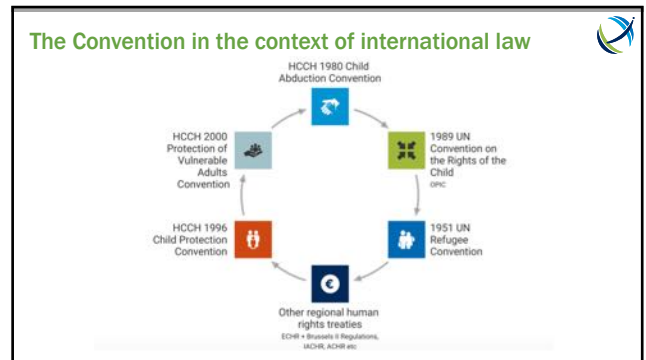 The Convention in the context of international law
HCCH 1980 Child
Abduction Convention
1989 UN
Convention on
the Rights of the
Child
OPIC
1951 UN
Refugee
Convention
€
Other regional human
rights treaties
ECHR + Brussels II Regulations,
IACHR, ACHR etc
HCCH 1996
Child Protection
Convention
HCCH 2000
Protection of
Vulnerable
Adults
Convention